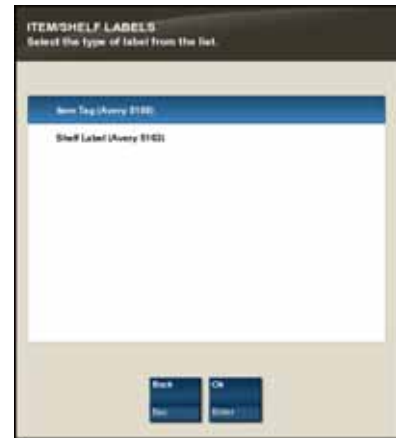 ITEM/SHELF LABELS
Select the type of label from the list.
Item Tag (Avery
Shelf Label (Avery
Back
Ok
Esc
Enter